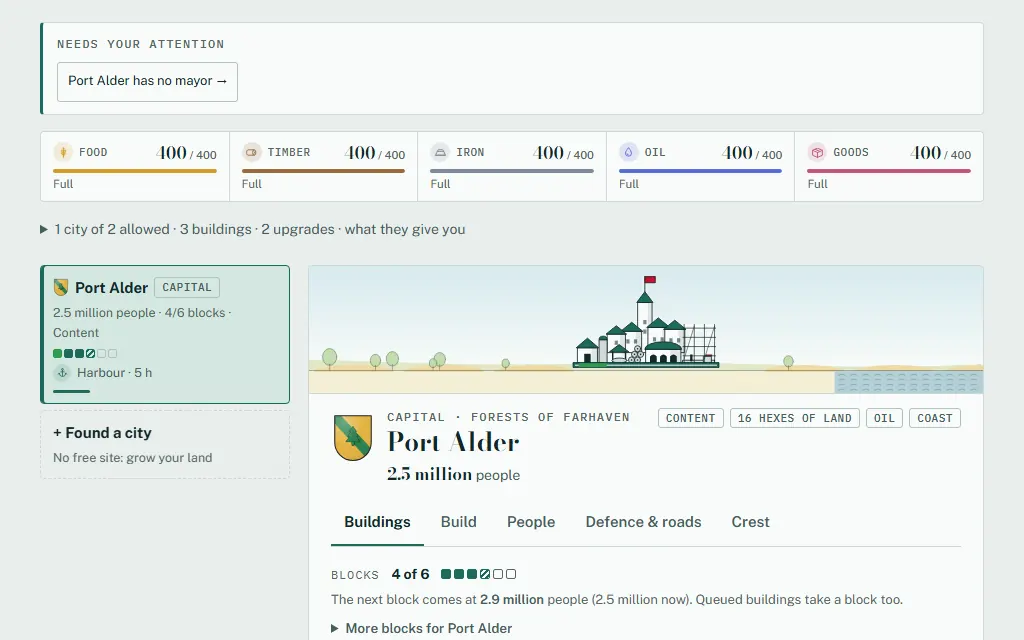 NEEDS YOUR ATTENTION
Port Alder has no mayor →
FOOD 400 / 400
Full
TIMBER 400 / 400
Full
IRON 400 / 400
Full
OIL 400 / 400
Full
GOODS 400 / 400
Full
▶ 1 city of 2 allowed · 3 buildings · 2 upgrades · what they give you
Port Alder CAPITAL
2.5 million people · 4/6 blocks ·
Content
Harbour · 5 h
+ Found a city
No free site: grow your land
CAPITAL · FORESTS OF FARHAVEN
CONTENT 16 HEXES OF LAND OIL COAST
Port Alder
2.5 million people
Buildings Build People Defence & roads Crest
BLOCKS 4 of 6
The next block comes at 2.9 million people (2.5 million now). Queued buildings take a block too.
▶ More blocks for Port Alder